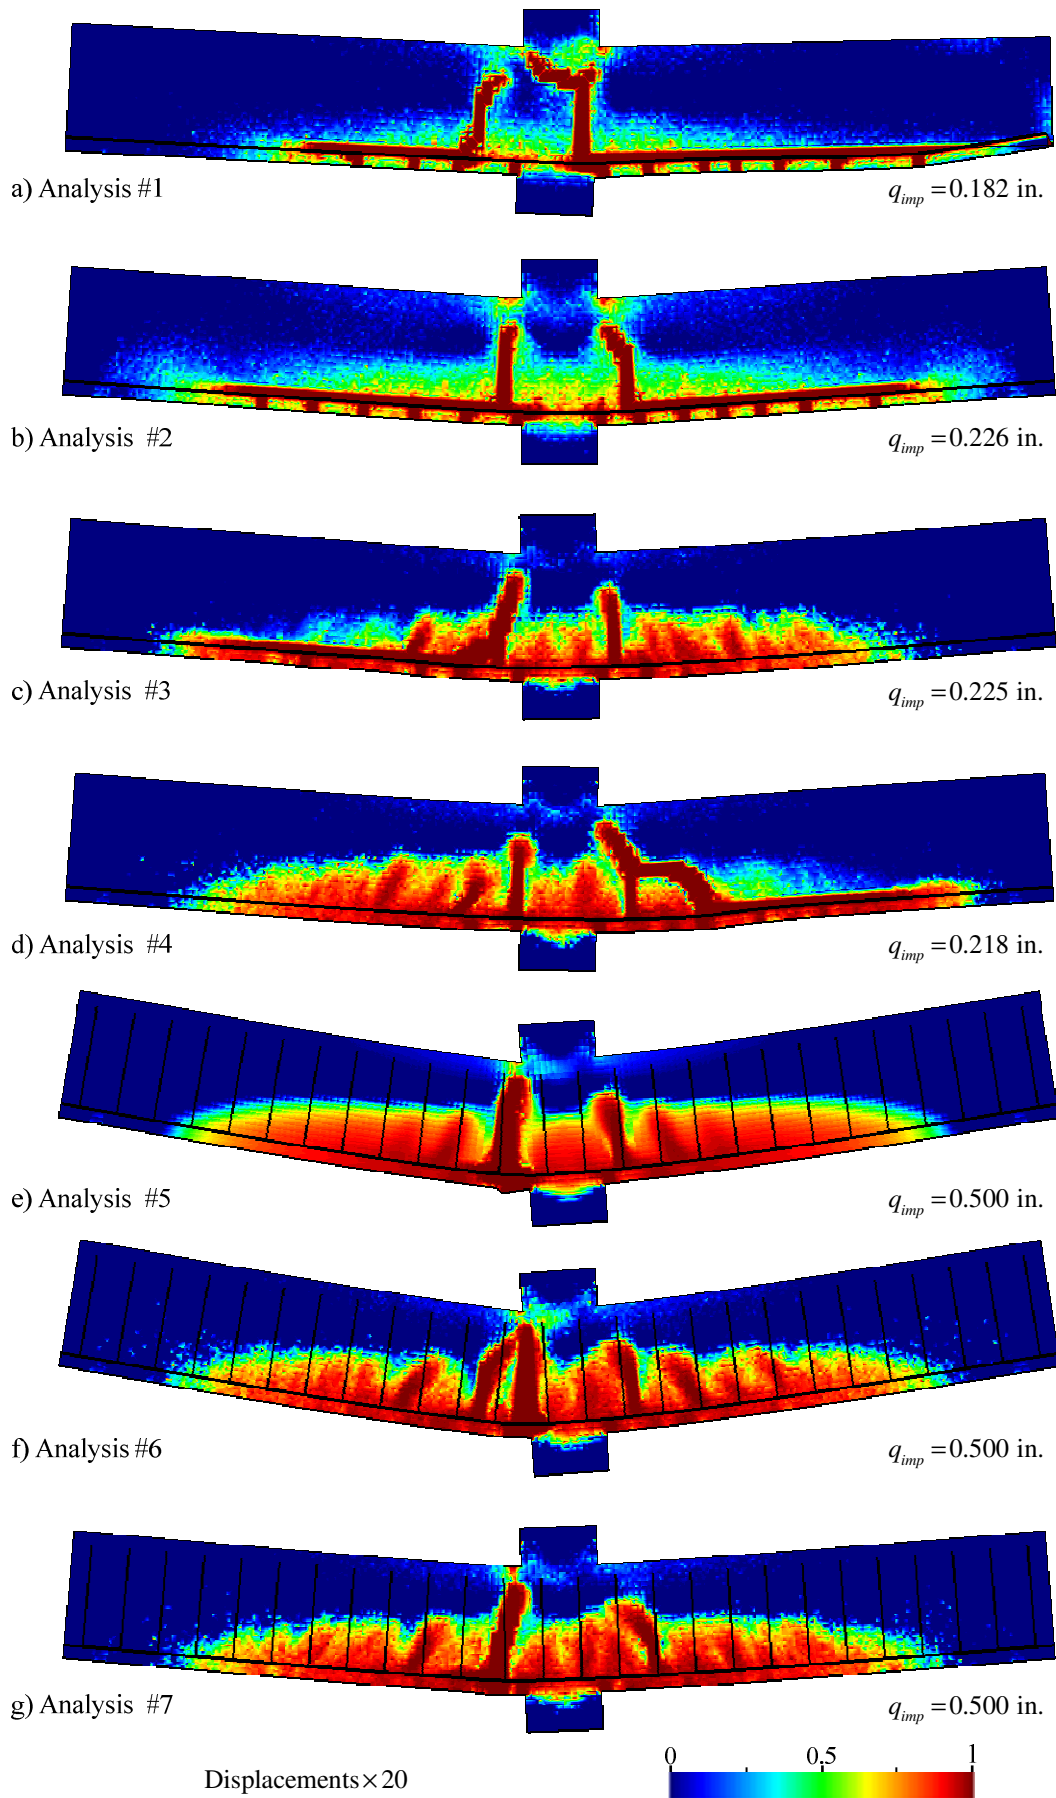 a) Analysis #1 q_imp = 0.182 in.
b) Analysis #2 q_imp = 0.226 in.
c) Analysis #3 q_imp = 0.225 in.
d) Analysis #4 q_imp = 0.218 in.
e) Analysis #5 q_imp = 0.500 in.
f) Analysis #6 q_imp = 0.500 in.
g) Analysis #7 q_imp = 0.500 in.
0 0.5 1
Displacements × 20